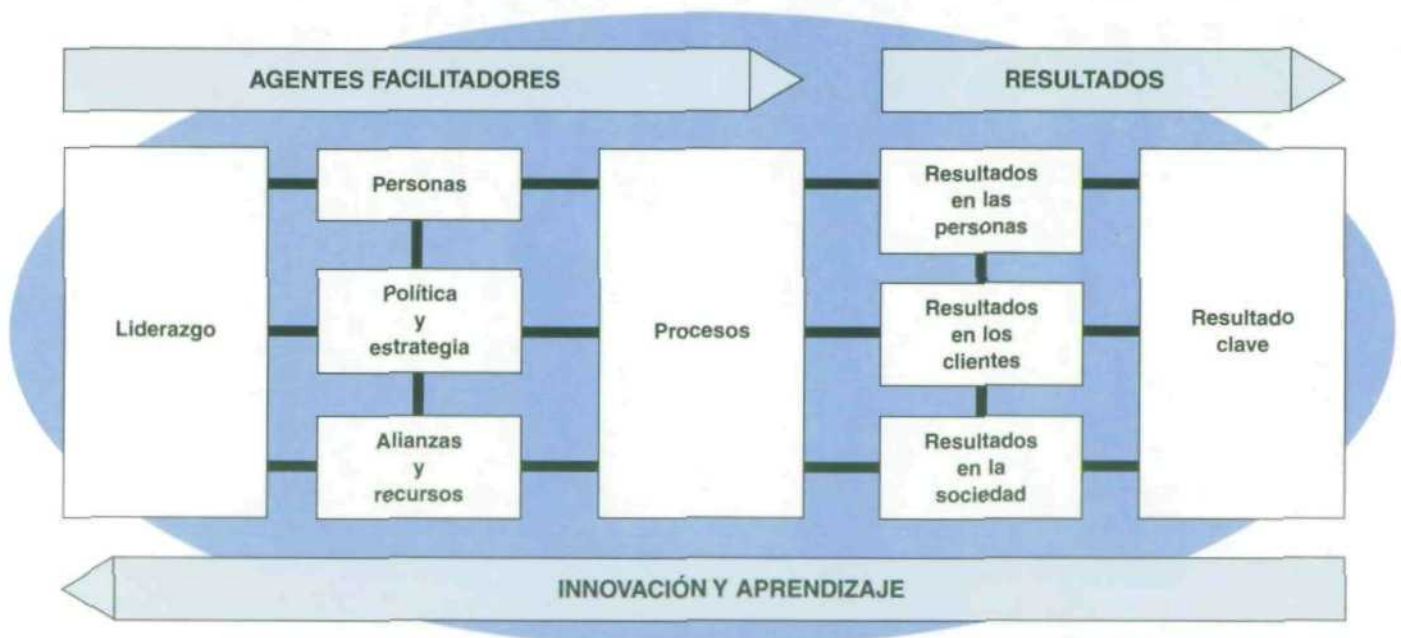 AGENTES FACILITADORES
RESULTADOS
Liderazgo
Personas
Política
y
estrategia
Alianzas
y
recursos
Procesos
Resultados
en las
personas
Resultados
en los
clientes
Resultados
en la
sociedad
Resultado
clave
INNOVACIÓN Y APRENDIZAJE